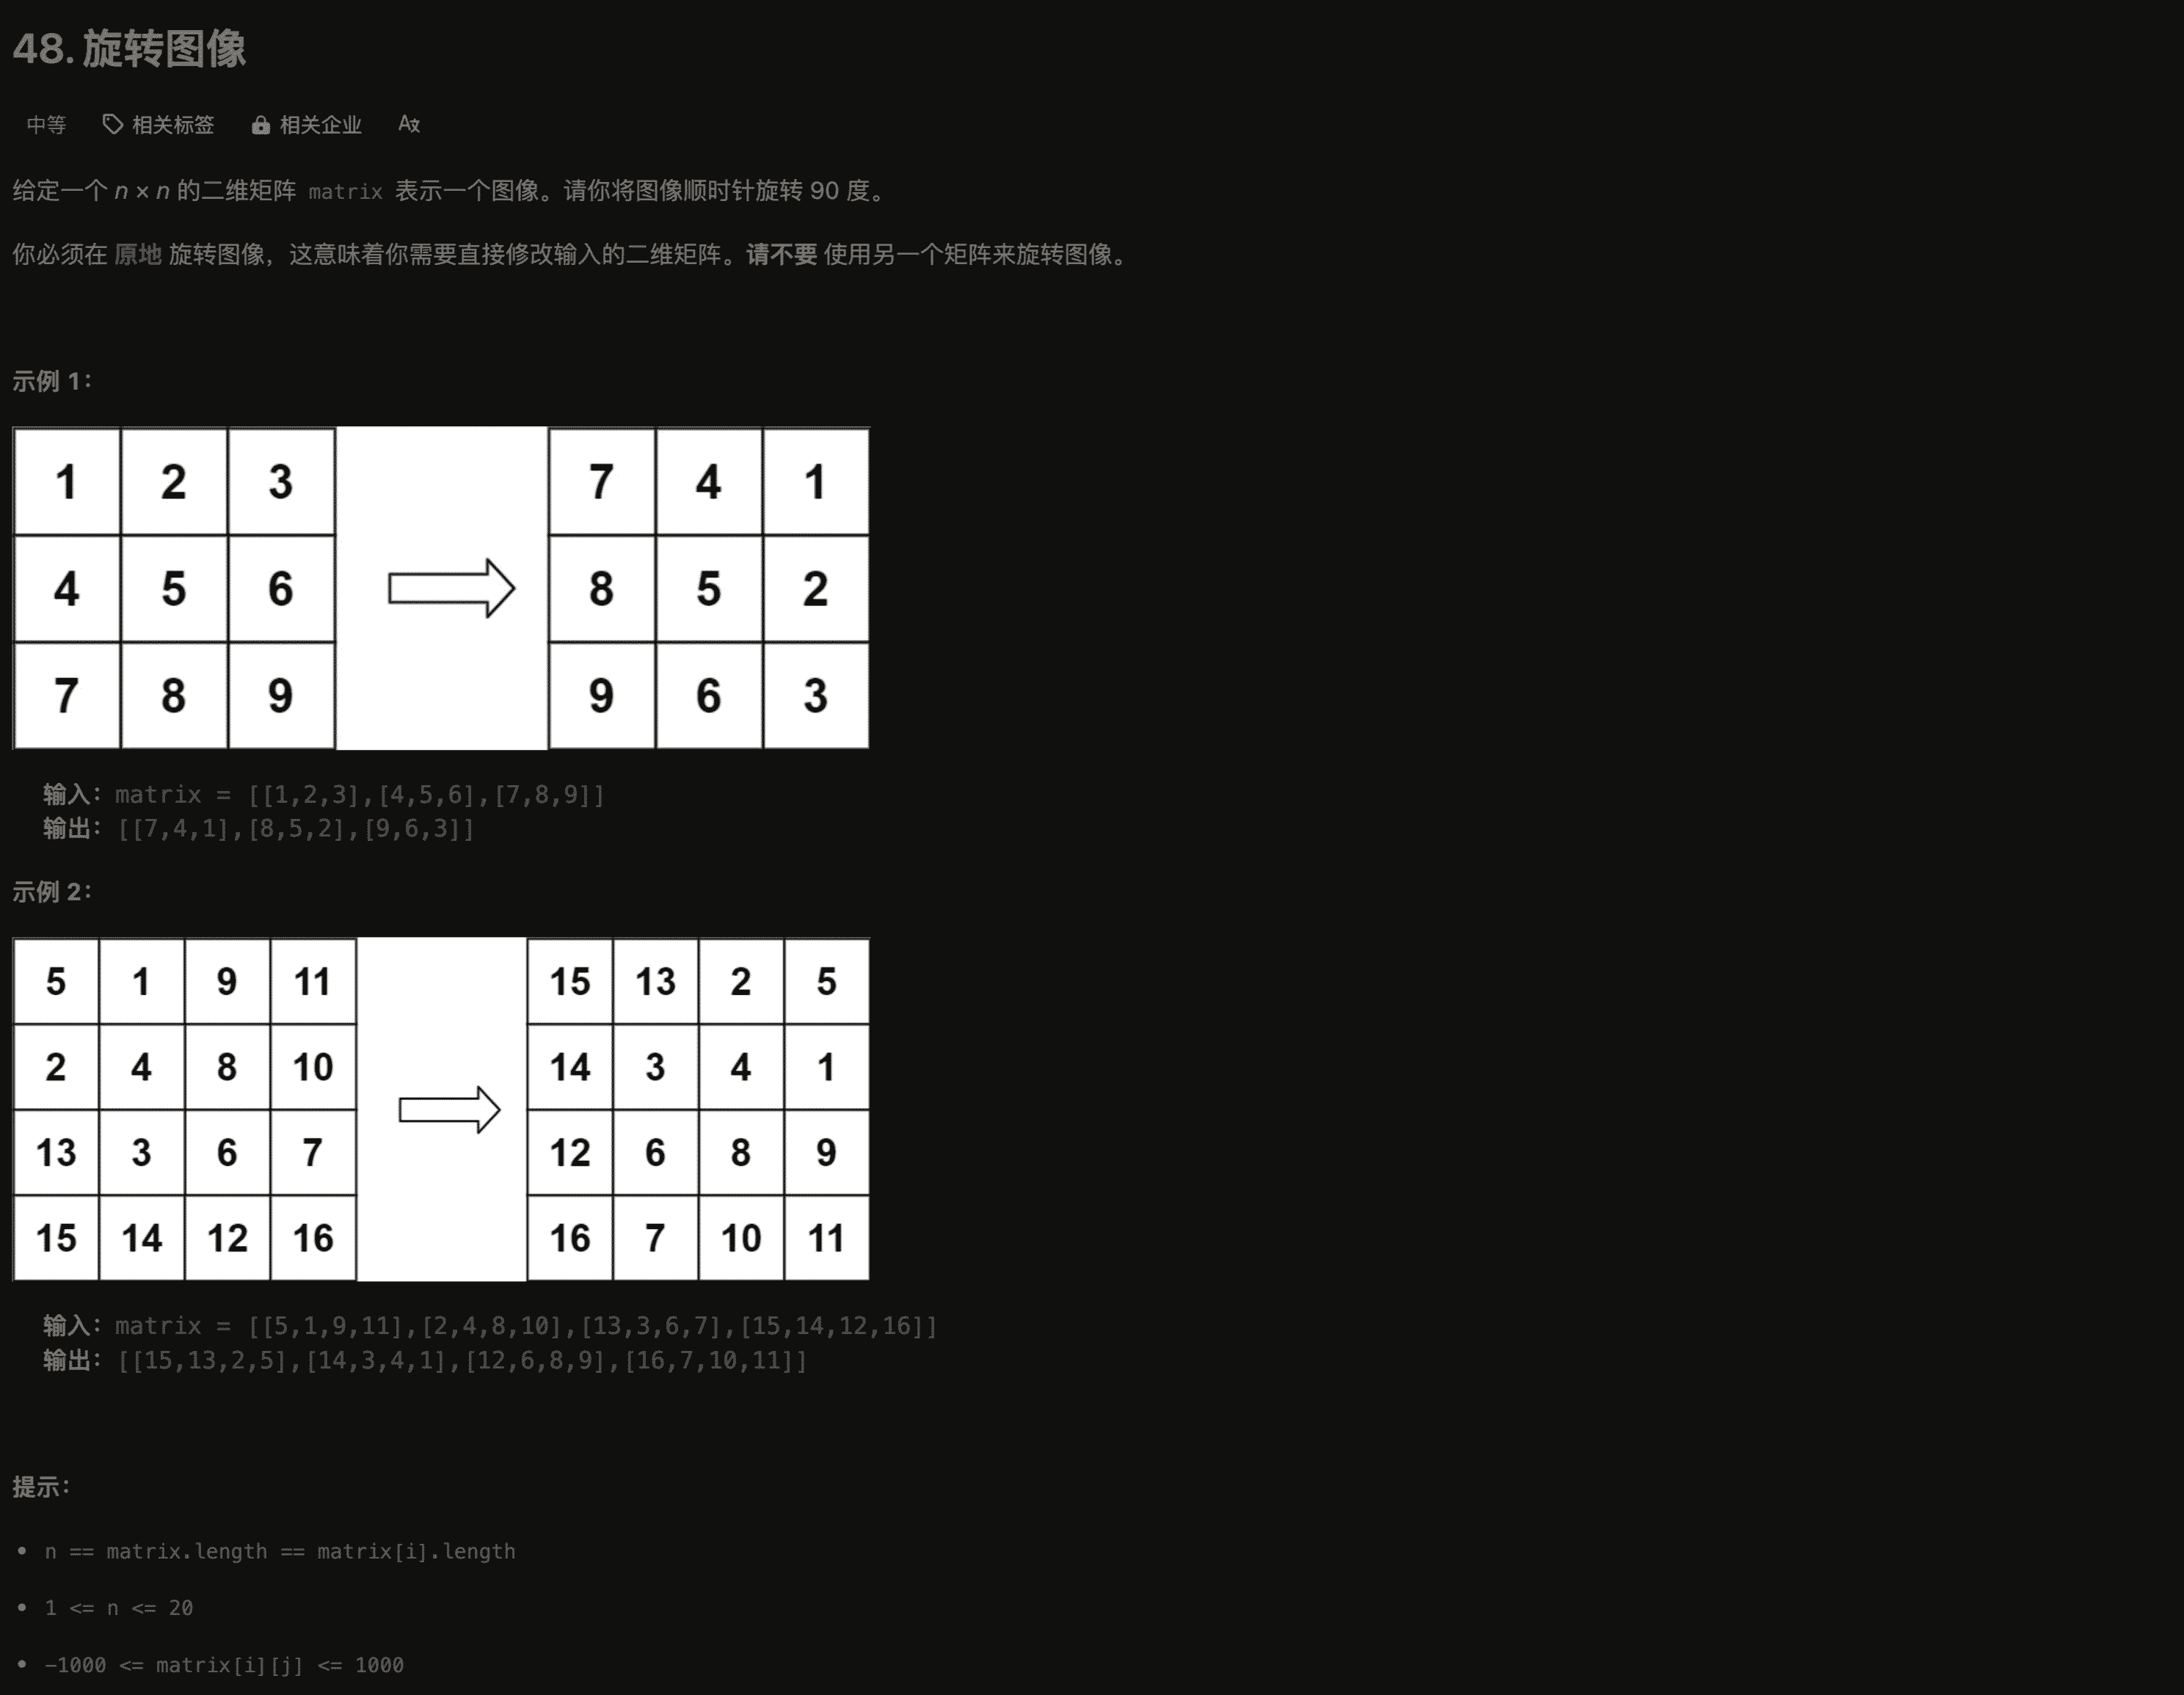 48. 旋转图像
中等 相关标签 相关企业 Ax
给定一个 n × n 的二维矩阵 matrix 表示一个图像。请你将图像顺时针旋转 90 度。
你必须在 原地 旋转图像，这意味着你需要直接修改输入的二维矩阵。请不要 使用另一个矩阵来旋转图像。
示例 1：
1 2 3 7 4 1
4 5 6 8 5 2
7 8 9 9 6 3
输入：matrix = [[1,2,3],[4,5,6],[7,8,9]]
输出：[[7,4,1],[8,5,2],[9,6,3]]
示例 2：
5 1 9 11 15 13 2 5
2 4 8 10 14 3 4 1
13 3 6 7 12 6 8 9
15 14 12 16 16 7 10 11
输入：matrix = [[5,1,9,11],[2,4,8,10],[13,3,6,7],[15,14,12,16]]
输出：[[15,13,2,5],[14,3,4,1],[12,6,8,9],[16,7,10,11]]
提示：
• n == matrix.length == matrix[i].length
• 1 <= n <= 20
• -1000 <= matrix[i][j] <= 1000